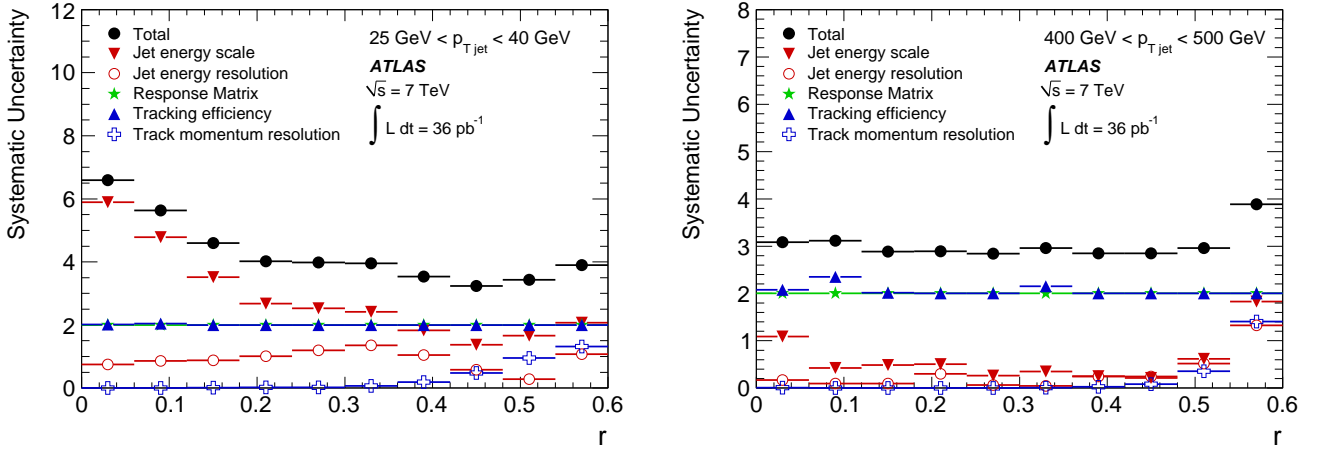 Systematic Uncertainty
12
10
8
6
4
2
0
Total
Jet energy scale
Jet energy resolution
Response Matrix
Tracking efficiency
Track momentum resolution
25 GeV < p_{T jet} < 40 GeV
ATLAS
√s = 7 TeV
∫ L dt = 36 pb⁻¹
0 0.1 0.2 0.3 0.4 0.5 0.6
r
Systematic Uncertainty
8
7
6
5
4
3
2
1
0
Total
Jet energy scale
Jet energy resolution
Response Matrix
Tracking efficiency
Track momentum resolution
400 GeV < p_{T jet} < 500 GeV
ATLAS
√s = 7 TeV
∫ L dt = 36 pb⁻¹
0 0.1 0.2 0.3 0.4 0.5 0.6
r